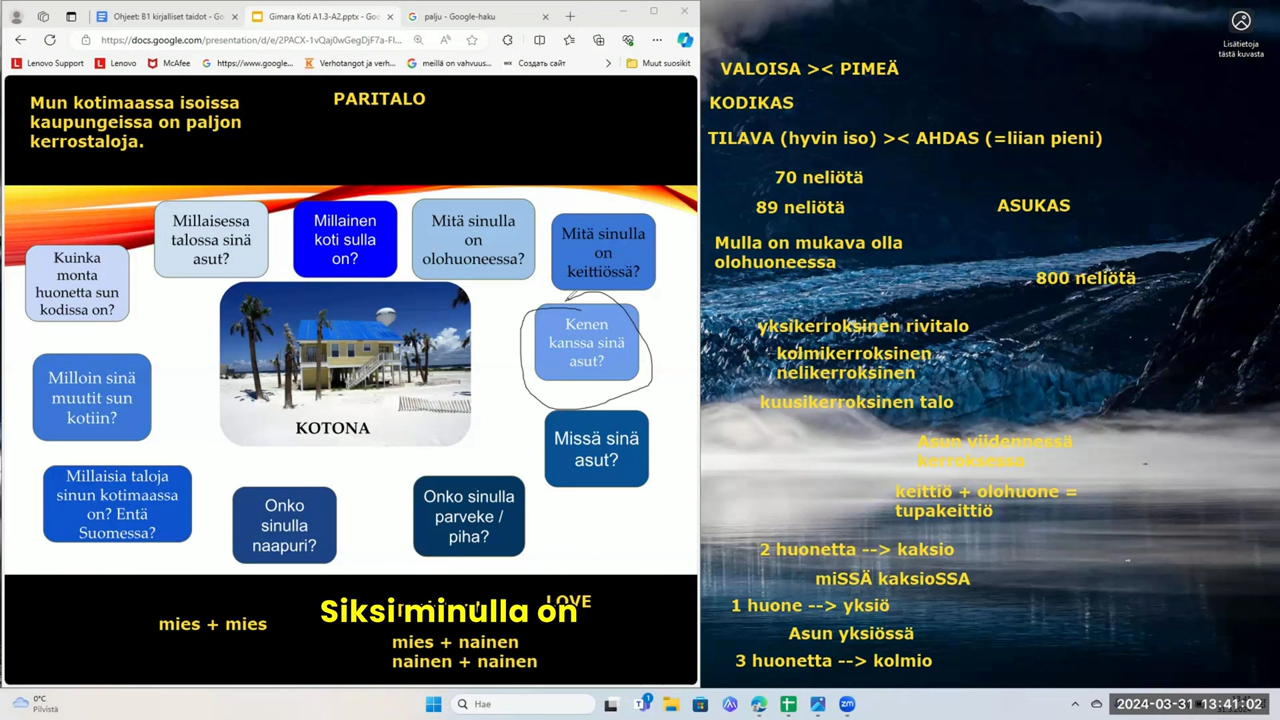 Ohjeet: B1 kirjalliset taidot - Go
Gimara Koti A1.3-A2.pptx - Goo
palju - Google-haku
https://docs.google.com/presentation/d/e/2PACX-1vQaj0wGegDjF7a-Fl...
Lenovo Support
Lenovo
McAfee
https://www.google...
Verhotangot ja verh...
meillä on vahvuus...
Создать сайт
Muut suosikit
Mun kotimaassa isoissa
kaupungeissa on paljon
kerrostaloja.
PARITALO
Kuinka
monta
huonetta sun
kodissa on?
Millaisessa
talossa sinä
asut?
Millainen
koti sulla
on?
Mitä sinulla
on
olohuoneessa?
Mitä sinulla
on
keittiössä?
Kenen
kanssa sinä
asut?
Milloin sinä
muutit sun
kotiin?
KOTONA
Missä sinä
asut?
Millaisia taloja
sinun kotimaassa
on? Entä
Suomessa?
Onko
sinulla
naapuri?
Onko sinulla
parveke /
piha?
LOVE
Siksi minulla on
mies + mies
mies + nainen
nainen + nainen
Lisätietoja
tästä kuvasta
VALOISA >< PIMEÄ
KODIKAS
TILAVA (hyvin iso) >< AHDAS (=liian pieni)
70 neliötä
89 neliötä
ASUKAS
Mulla on mukava olla
olohuoneessa
800 neliötä
yksikerroksinen rivitalo
kolmikerroksinen
nelikerroksinen
kuusikerroksinen talo
Asun viidennessä
kerroksessa
keittiö + olohuone =
tupakeittiö
2 huonetta --> kaksio
miSSÄ kaksioSSA
1 huone --> yksiö
Asun yksiössä
3 huonetta --> kolmio
0°C
Pilvistä
Hae
2024-03-31 13:41:02